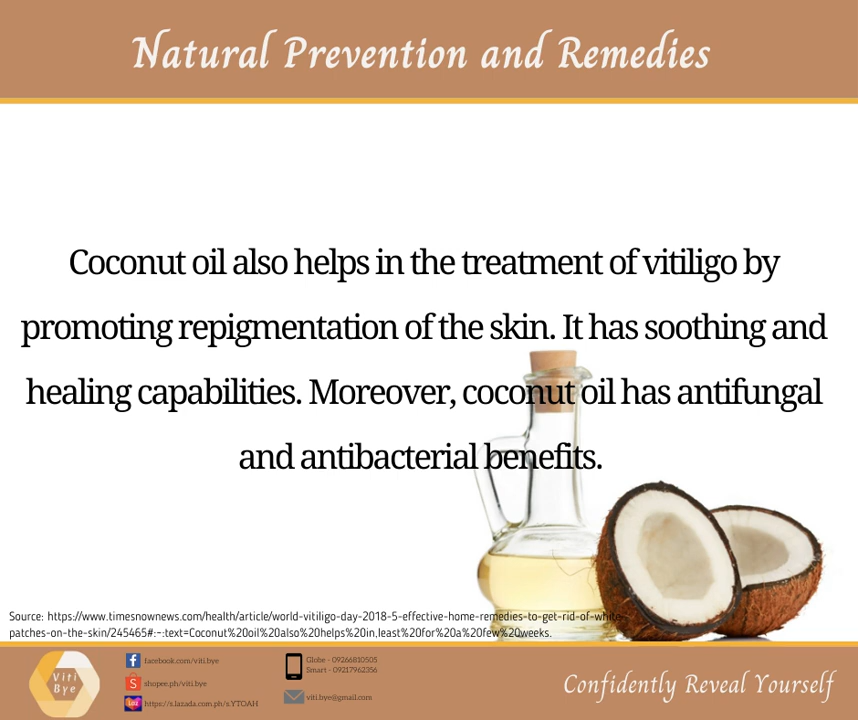 Natural Prevention and Remedies
Coconut oil also helps in the treatment of vitiligo by
promoting repigmentation of the skin. It has soothing and
healing capabilities. Moreover, coconut oil has antifungal
and antibacterial benefits.
Source: https://www.timesnownews.com/health/article/world-vitiligo-day-2018-5-effective-home-remedies-to-get-rid-of-white-
patches-on-the-skin/245465#:~:text=Coconut%20oil%20also%20helps%20in,least%20for%20a%20few%20weeks.
Viti
Bye
facebook.com/viti.bye
shopee.ph/viti.bye
https://s.lazada.com.ph/s.YTOAH
Globe - 09266810505
Smart - 09217962356
viti.bye@gmail.com
Confidently Reveal Yourself